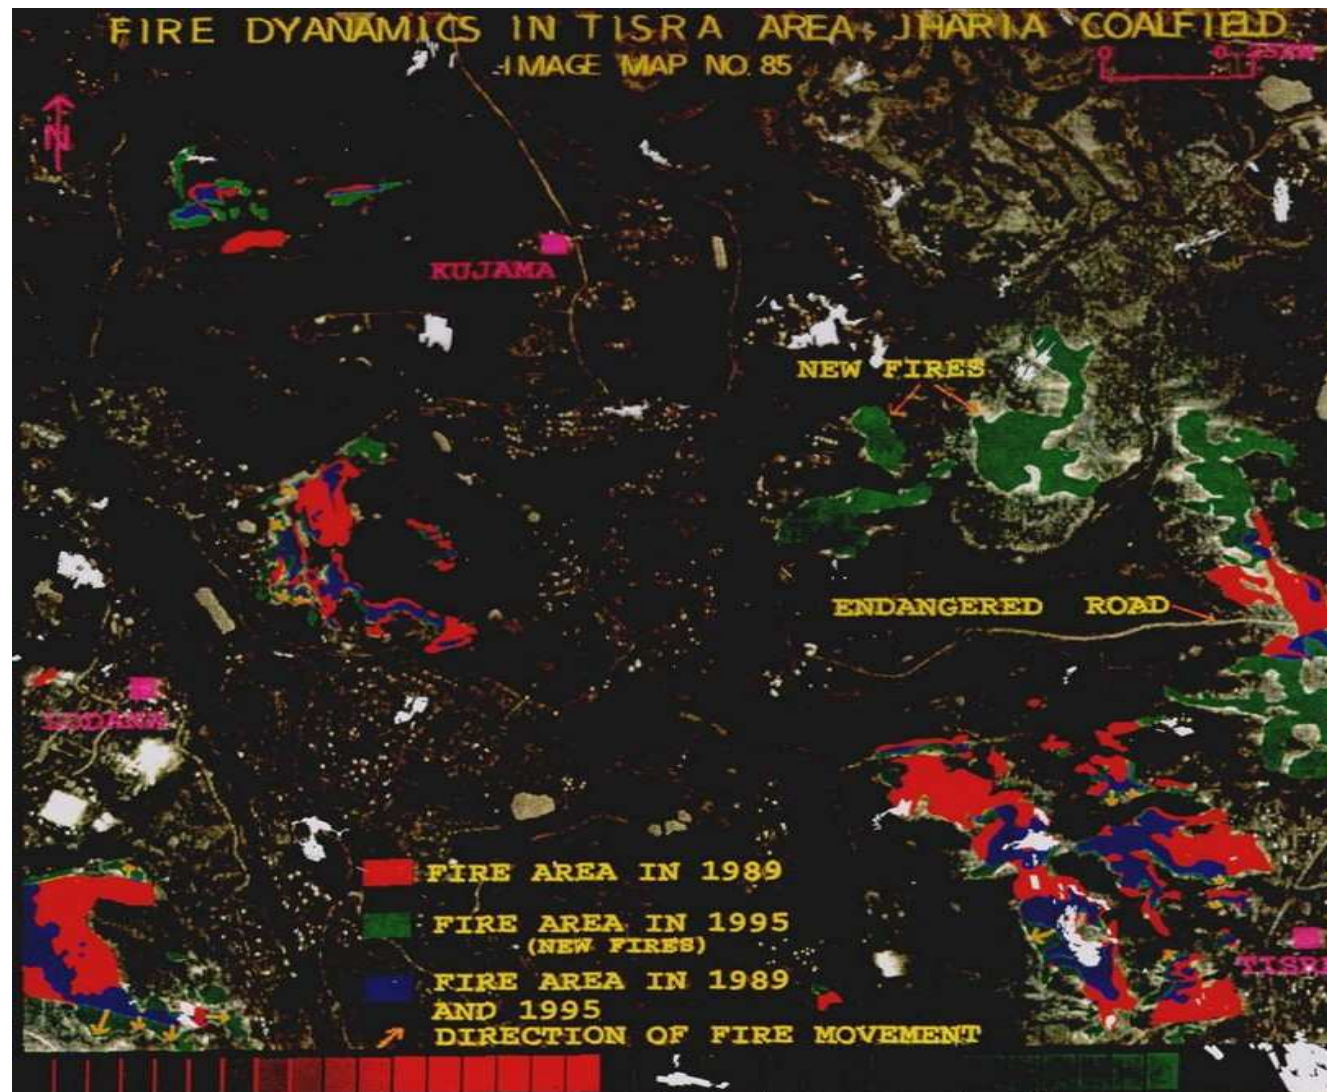 FIRE DYANAMICS IN TISRA AREA, JHARIA COALFIELD
IMAGE MAP NO. 85
N
KUJAMA
NEW FIRES
ENDANGERED ROAD
FIRE AREA IN 1989
FIRE AREA IN 1995
(NEW FIRES)
FIRE AREA IN 1989
AND 1995
DIRECTION OF FIRE MOVEMENT